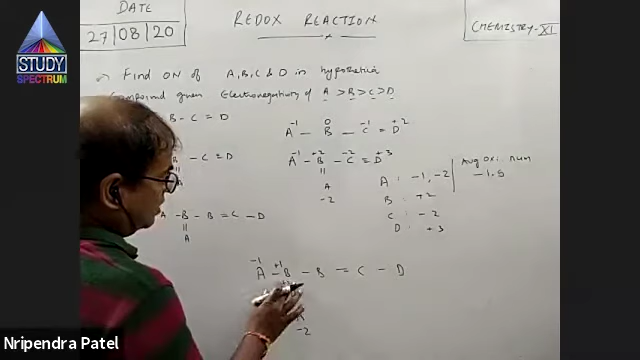 DATE
27/08/20
REDOX REACTION
CHEMISTRY-XI
STUDY
SPECTRUM
Find ON of A, B, C & D in hypothetia
compound given Electronegativity of A > B > C > D
B - C = D
-1 0 -1 +2
A - B - C = D
- C = D
-1 +2 -2 +3
A - B - C = D
A
-2
A : -1, -2
B : +2
C : -2
D : +3
Avg Oxi. num
-1.5
A - B - B = C - D
A
-1 +1
A - B - B = C - D
-2
Nripendra Patel